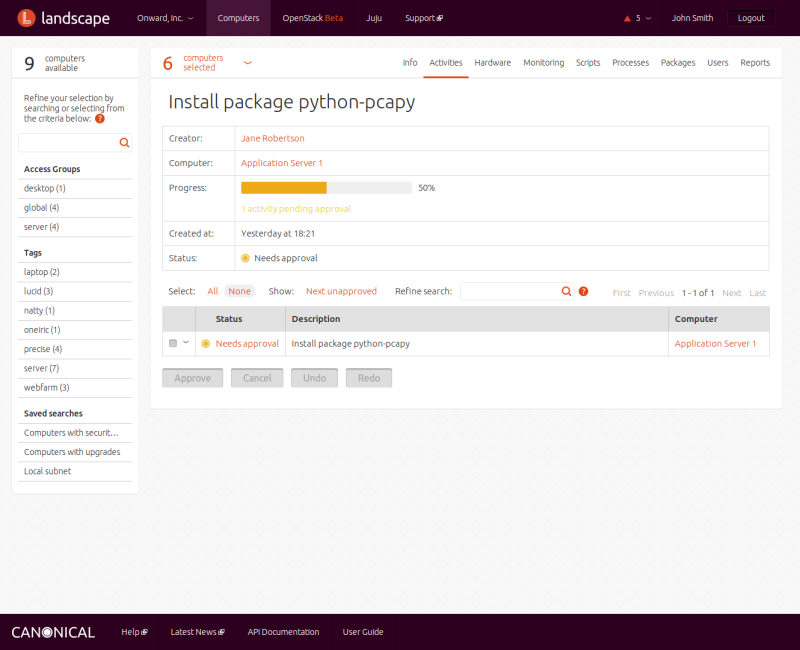 landscape Onward, Inc. Computers OpenStack Beta Juju Support 5 John Smith Logout
9 computers available
6 computers selected
Info Activities Hardware Monitoring Scripts Processes Packages Users Reports
Refine your selection by
searching or selecting from
the criteria below: ?
Access Groups
desktop (1)
global (4)
server (4)
Tags
laptop (2)
lucid (3)
natty (1)
oneiric (1)
precise (4)
server (7)
webfarm (3)
Saved searches
Computers with securit...
Computers with upgrades
Local subnet
Install package python-pcapy
Creator: Jane Robertson
Computer: Application Server 1
Progress: 50%
1 activity pending approval
Created at: Yesterday at 18:21
Status: Needs approval
Select: All None Show: Next unapproved Refine search: ? First Previous 1 - 1 of 1 Next Last
Status Description Computer
Needs approval Install package python-pcapy Application Server 1
Approve Cancel Undo Redo
CANONICAL Help Latest News API Documentation User Guide